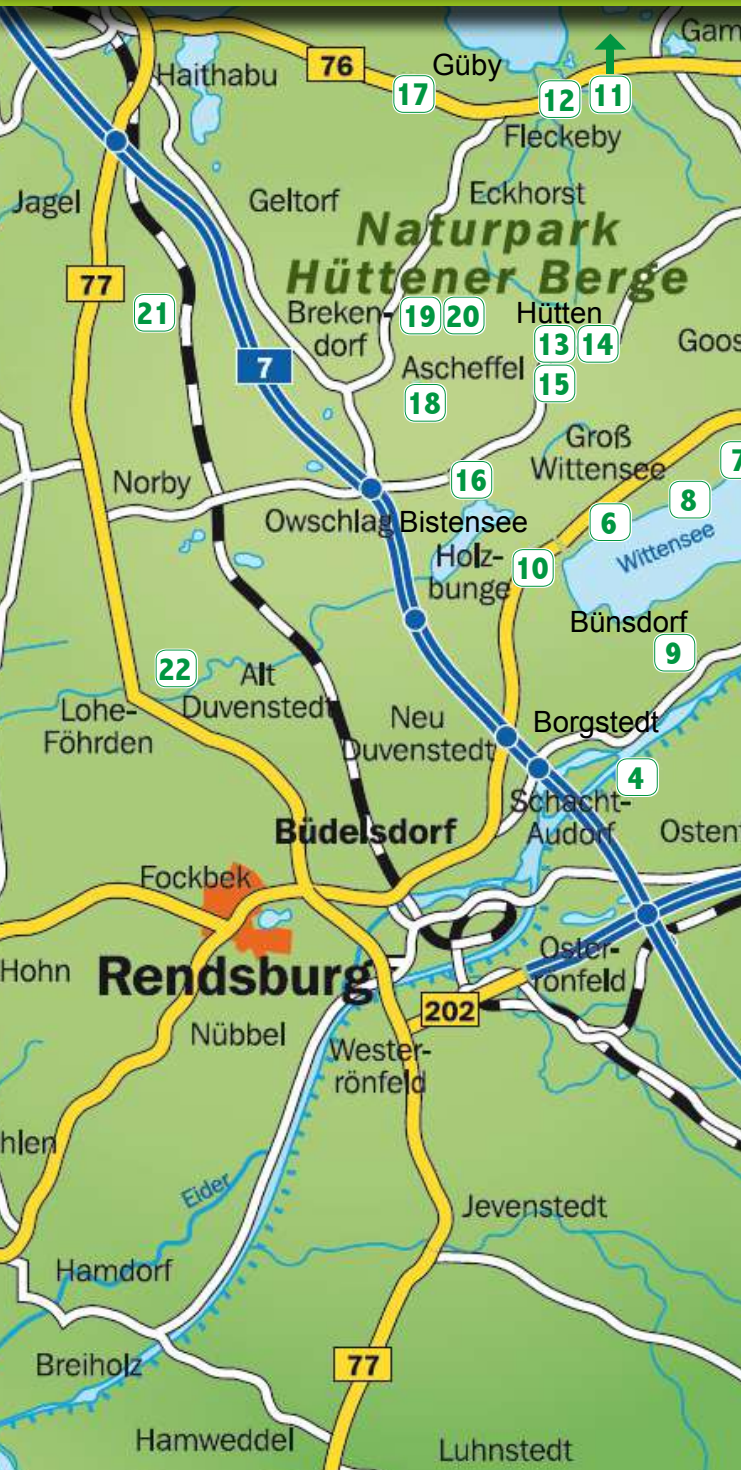 Gam
Haithabu
76
Güby
17
12
11
Fleckeby
Jagel
Geltorf
Eckhorst
Naturpark
Hüttener Berge
77
21
Breken-
dorf
19
20
Hütten
13
14
Goos
7
Ascheffel
15
18
Groß
Wittensee
7
Norby
16
8
Owschlag
Bistensee
6
Wittensee
Holz-
bunge
10
Bünsdorf
9
22
Alt
Duvenstedt
Lohe-
Föhrden
Neu
Duvenstedt
Borgstedt
4
Schacht-
Audorf
Büdelsdorf
Osten
Fockbek
Hohn
Rendsburg
Oster-
rönfeld
202
Nübbel
Wester-
rönfeld
hlen
Eider
Jevenstedt
Hamdorf
Breiholz
77
Hamweddel
Luhnstedt